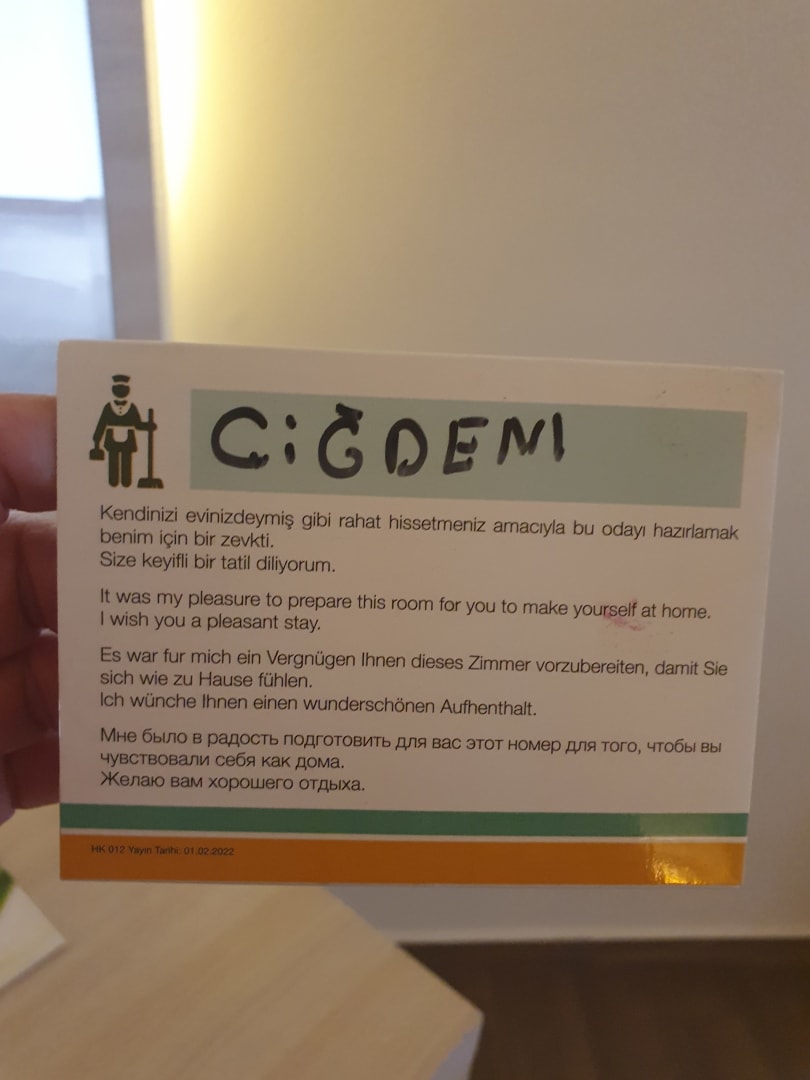 ÇİĞDEM
Kendinizi evinizdeymiş gibi rahat hissetmeniz amacıyla bu odayı hazırlamak
benim için bir zevkti.
Size keyifli bir tatil diliyorum.
It was my pleasure to prepare this room for you to make yourself at home.
I wish you a pleasant stay.
Es war fur mich ein Vergnügen Ihnen dieses Zimmer vorzubereiten, damit Sie
sich wie zu Hause fühlen.
Ich wünche Ihnen einen wunderschönen Aufhenthalt.
Мне было в радость подготовить для вас этот номер для того, чтобы вы
чувствовали себя как дома.
Желаю вам хорошего отдыха.
HK 012 Yayın Tarihi: 01.02.2022